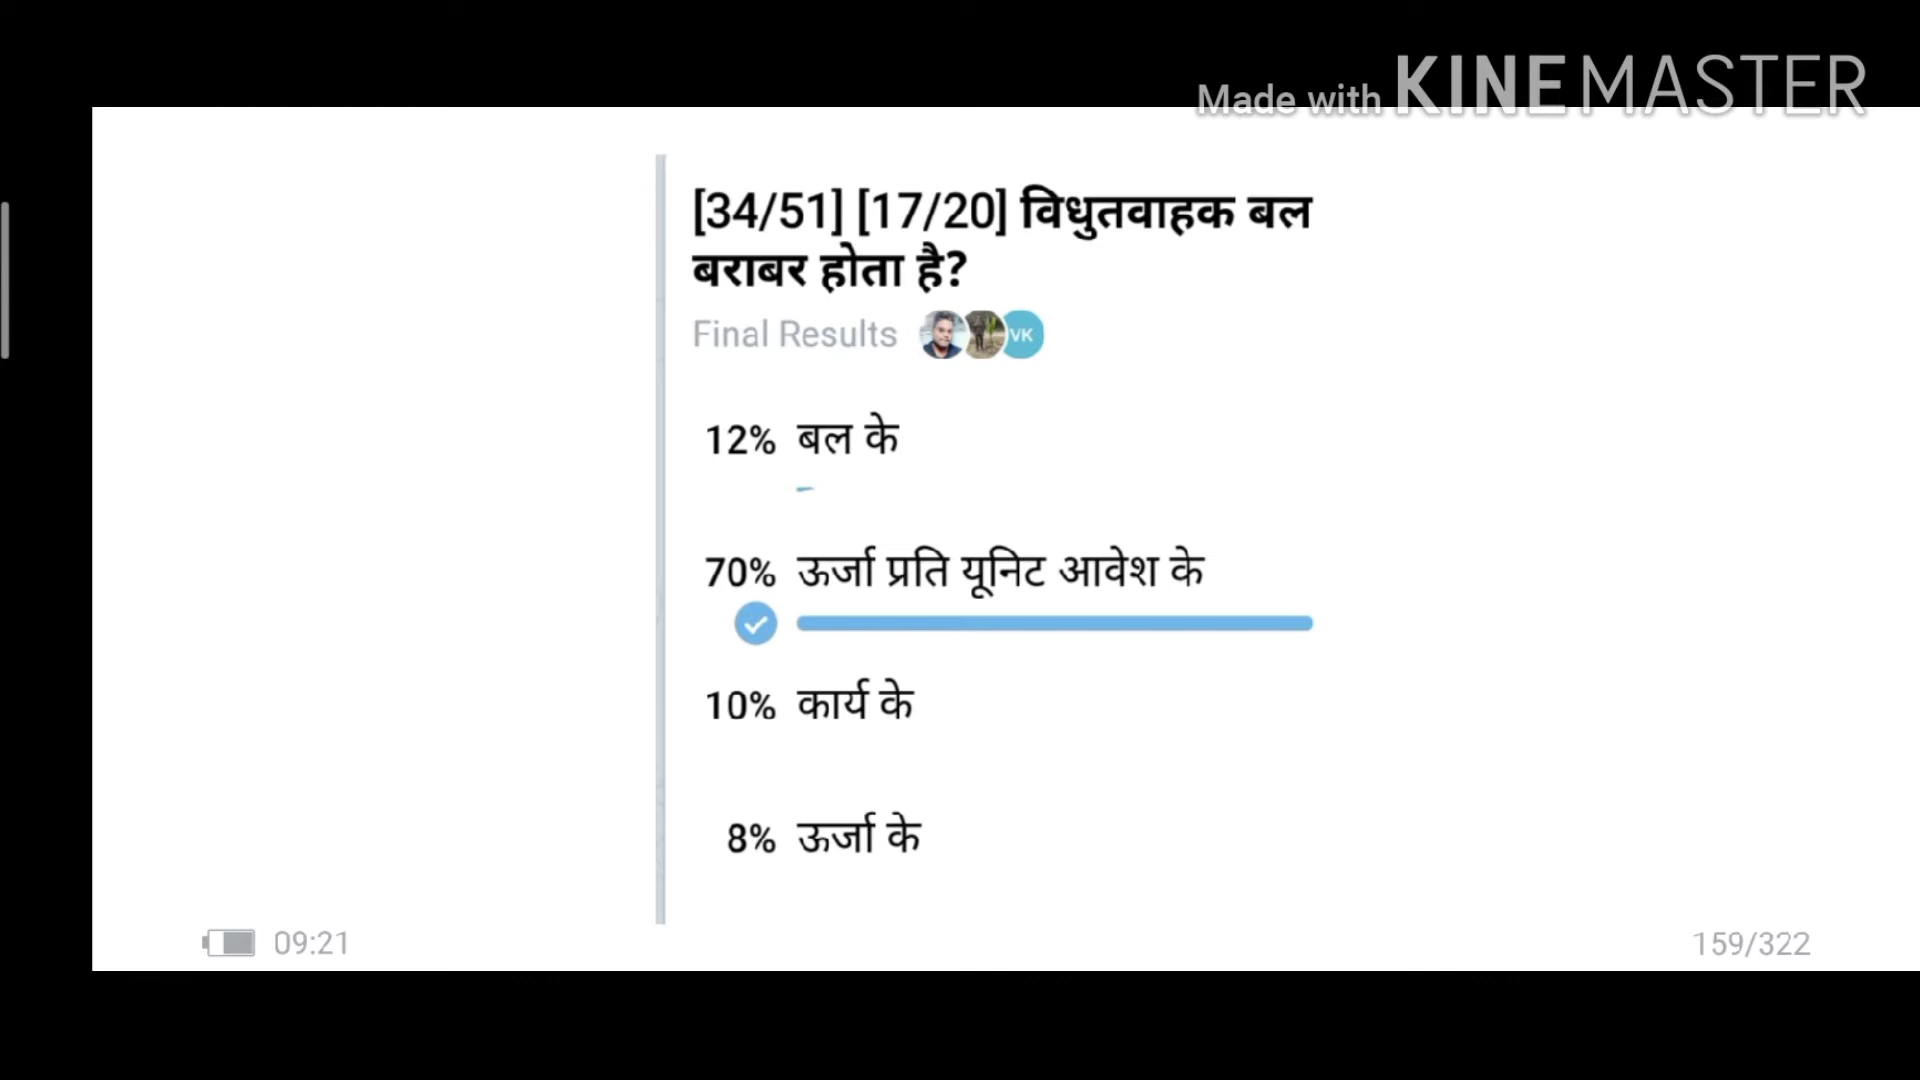 Made with KINEMASTER
[34/51] [17/20] विधुतवाहक बल
बराबर होता है?
Final Results VK
12% बल के
70% ऊर्जा प्रति यूनिट आवेश के
10% कार्य के
8% ऊर्जा के
09:21
159/322